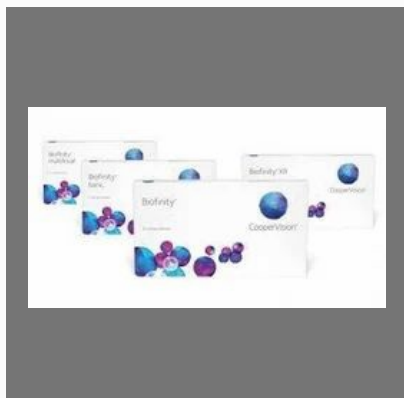 Biofinity®
multifocal
Biofinity®
toric
Biofinity® XR
Biofinity®
CooperVision®
CooperVision®